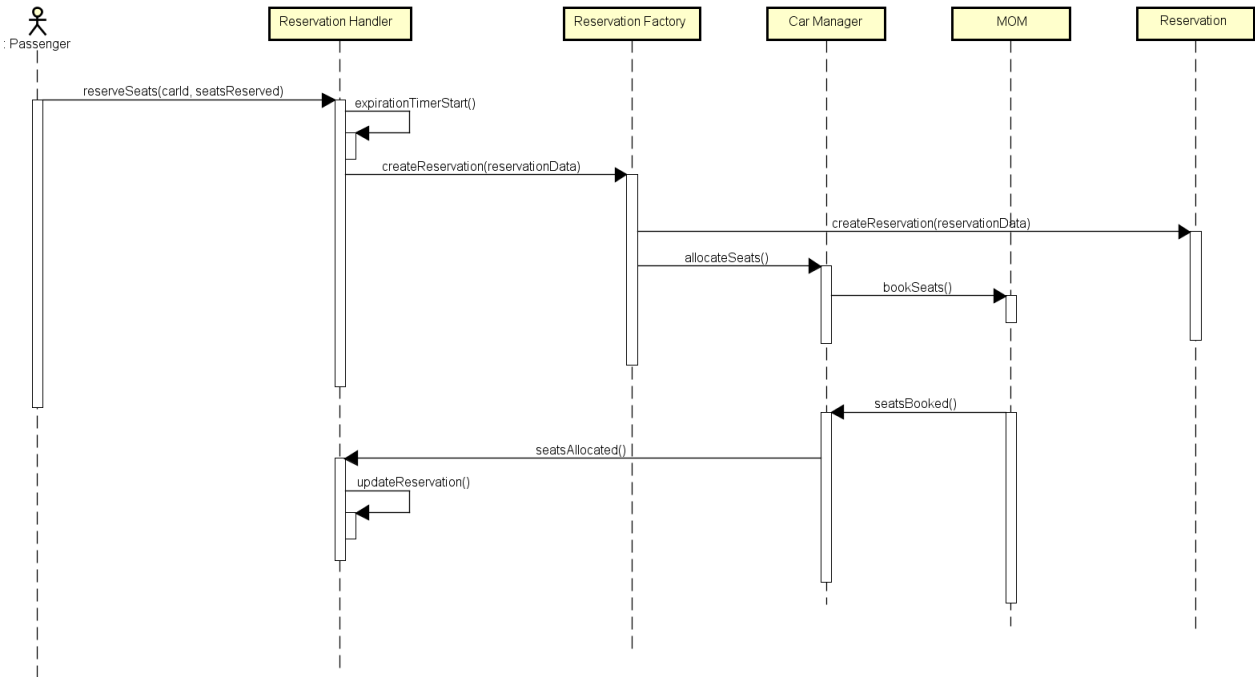 : Passenger
Reservation Handler
Reservation Factory
Car Manager
MOM
Reservation
reserveSeats(carId, seatsReserved)
expirationTimerStart()
createReservation(reservationData)
createReservation(reservationData)
allocateSeats()
bookSeats()
seatsBooked()
seatsAllocated()
updateReservation()